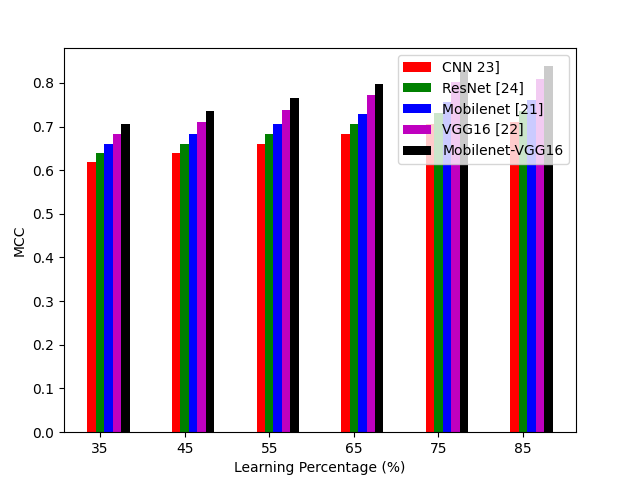 CNN 23]
ResNet [24]
Mobilenet [21]
VGG16 [22]
Mobilenet-VGG16
MCC
0.8
0.7
0.6
0.5
0.4
0.3
0.2
0.1
0.0
35 45 55 65 75 85
Learning Percentage (%)